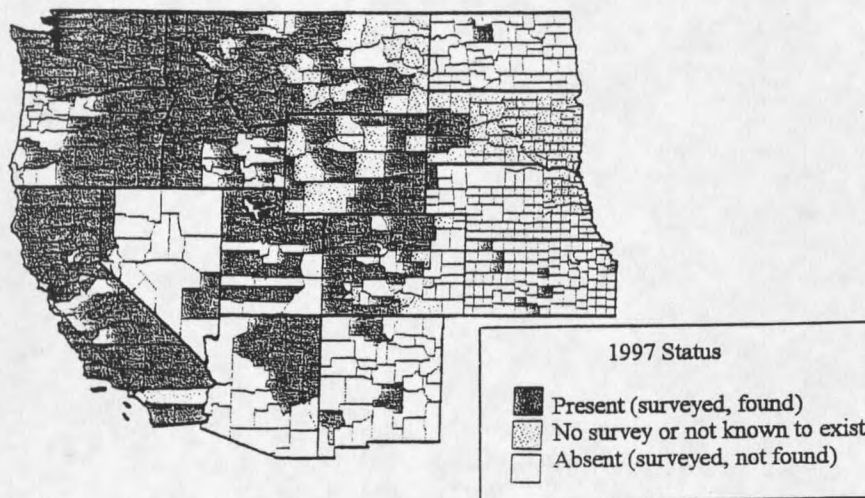 1997 Status
Present (surveyed, found)
No survey or not known to exist
Absent (surveyed, not found)